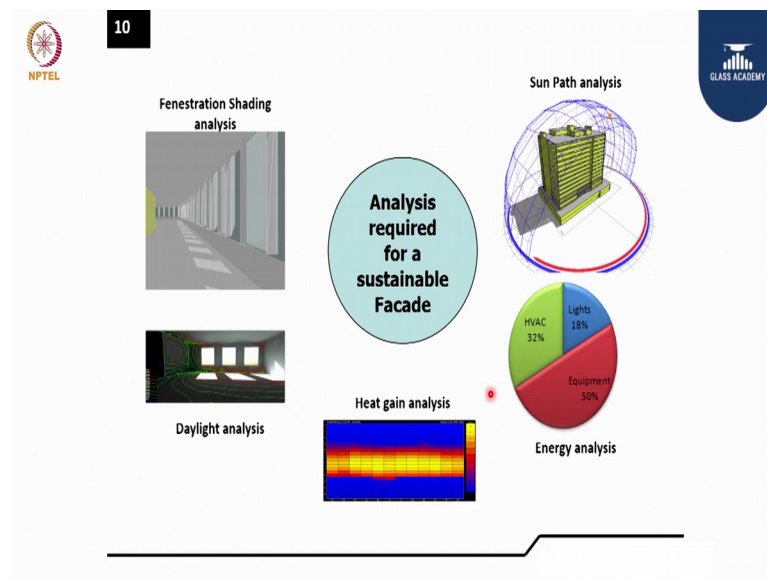 10
NPTEL
GLASS ACADEMY
Fenestration Shading
analysis
Sun Path analysis
Analysis
required
for a
sustainable
Facade
HVAC
32%
Lights
18%
Equipment
50%
Daylight analysis
Heat gain analysis
Energy analysis